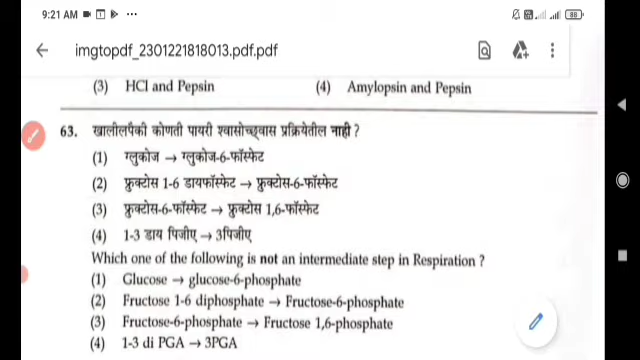 9:21 AM
88
imgtopdf_2301221818013.pdf.pdf
(3) HCl and Pepsin (4) Amylopsin and Pepsin
63. खालीलपैकी कोणती पायरी श्वासोच्छ्वास प्रक्रियेतील नाही ?
(1) ग्लुकोज → ग्लुकोज-6-फॉस्फेट
(2) फ्रुक्टोस 1-6 डायफॉस्फेट → फ्रुक्टोस-6-फॉस्फेट
(3) फ्रुक्टोस-6-फॉस्फेट → फ्रुक्टोस 1,6-फॉस्फेट
(4) 1-3 डाय पिजीए → 3पिजीए
Which one of the following is not an intermediate step in Respiration ?
(1) Glucose → glucose-6-phosphate
(2) Fructose 1-6 diphosphate → Fructose-6-phosphate
(3) Fructose-6-phosphate → Fructose 1,6-phosphate
(4) 1-3 di PGA → 3PGA